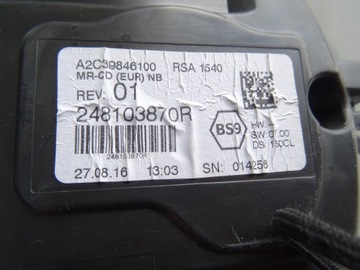 A2C39846100 RSA 1540
MR-CD (EUR) NB
REV: 01
248103870R
BS9
HW:
SW: 01.00
DS: 150CL
248103870R
27.08.16 13:03 SN: 014256